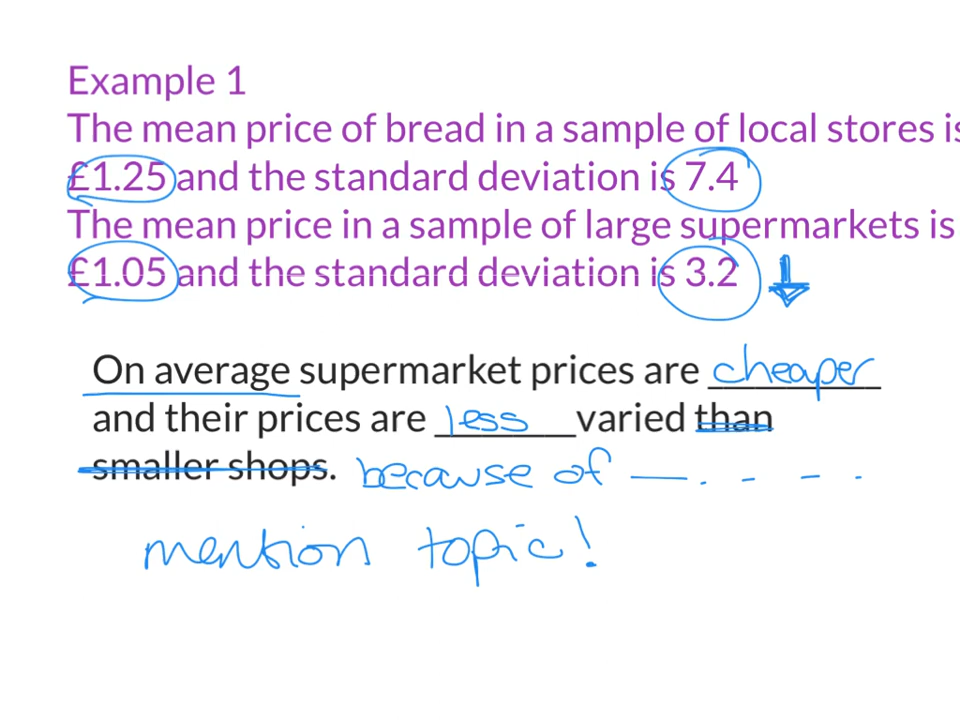 Example 1
The mean price of bread in a sample of local stores is
£1.25 and the standard deviation is 7.4
The mean price in a sample of large supermarkets is
£1.05 and the standard deviation is 3.2
On average supermarket prices are cheaper
and their prices are less varied than
smaller shops. because of — . - - .
mention topic!